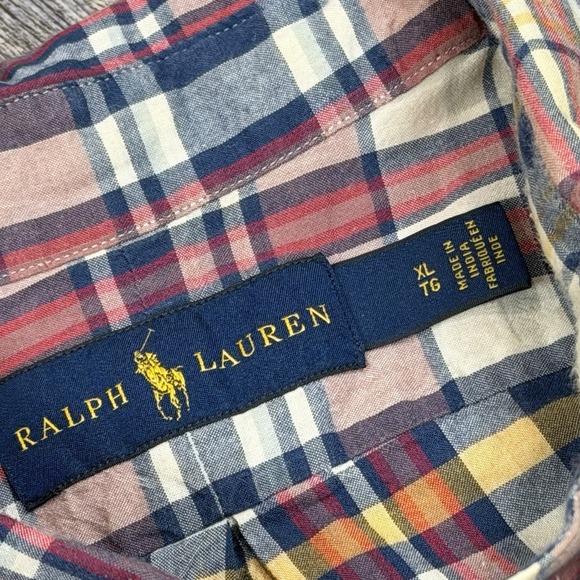 RALPH LAUREN
XL
TG
MADE IN
INDIA
FABRIQUÉ EN
INDE